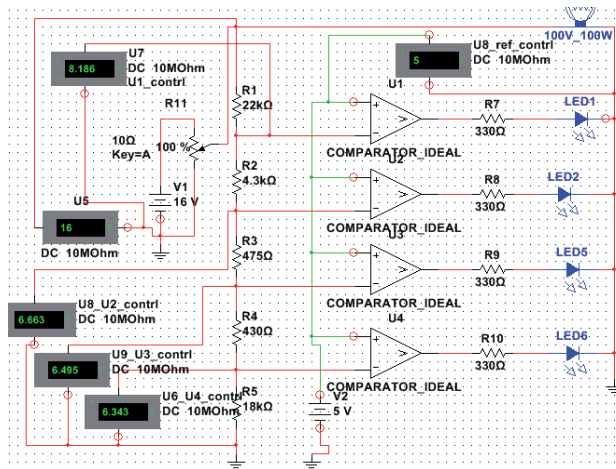 100V_100W
U7
8.186
DC 10MOhm
U1_contrl
U8_ref_contrl
5
DC 10MOhm
U1
R11
10Ω
Key=A
100 %
R1
22kΩ
R7
330Ω
LED1
COMPARATOR_IDEAL
U2
R2
4.3kΩ
V1
16 V
R8
330Ω
LED2
COMPARATOR_IDEAL
U3
U5
16
DC 10MOhm
R3
475Ω
R9
330Ω
LED5
COMPARATOR_IDEAL
U4
U8_U2_contrl
6.663
DC 10MOhm
R4
430Ω
R10
330Ω
LED6
COMPARATOR_IDEAL
U9_U3_contrl
6.495
DC 10MOhm
U6_U4_contrl
6.343
DC 10MOhm
R5
18kΩ
V2
5 V